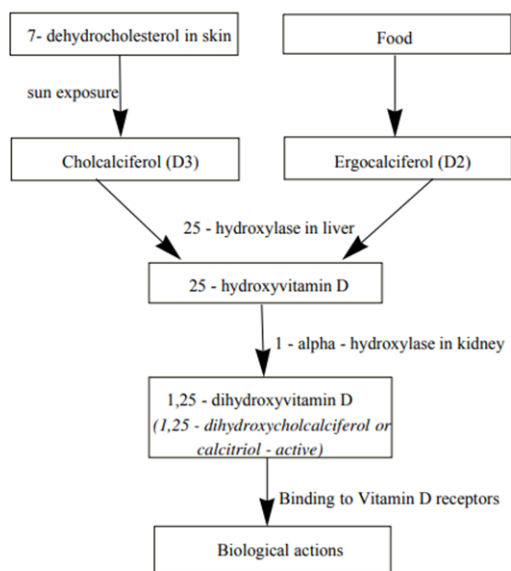 7- dehydrocholesterol in skin
Food
sun exposure
Cholcalciferol (D3)
Ergocalciferol (D2)
25 - hydroxylase in liver
25 - hydroxyvitamin D
1 - alpha - hydroxylase in kidney
1,25 - dihydroxyvitamin D
(1,25 - dihydroxycholcalciferol or
calcitriol - active)
Binding to Vitamin D receptors
Biological actions